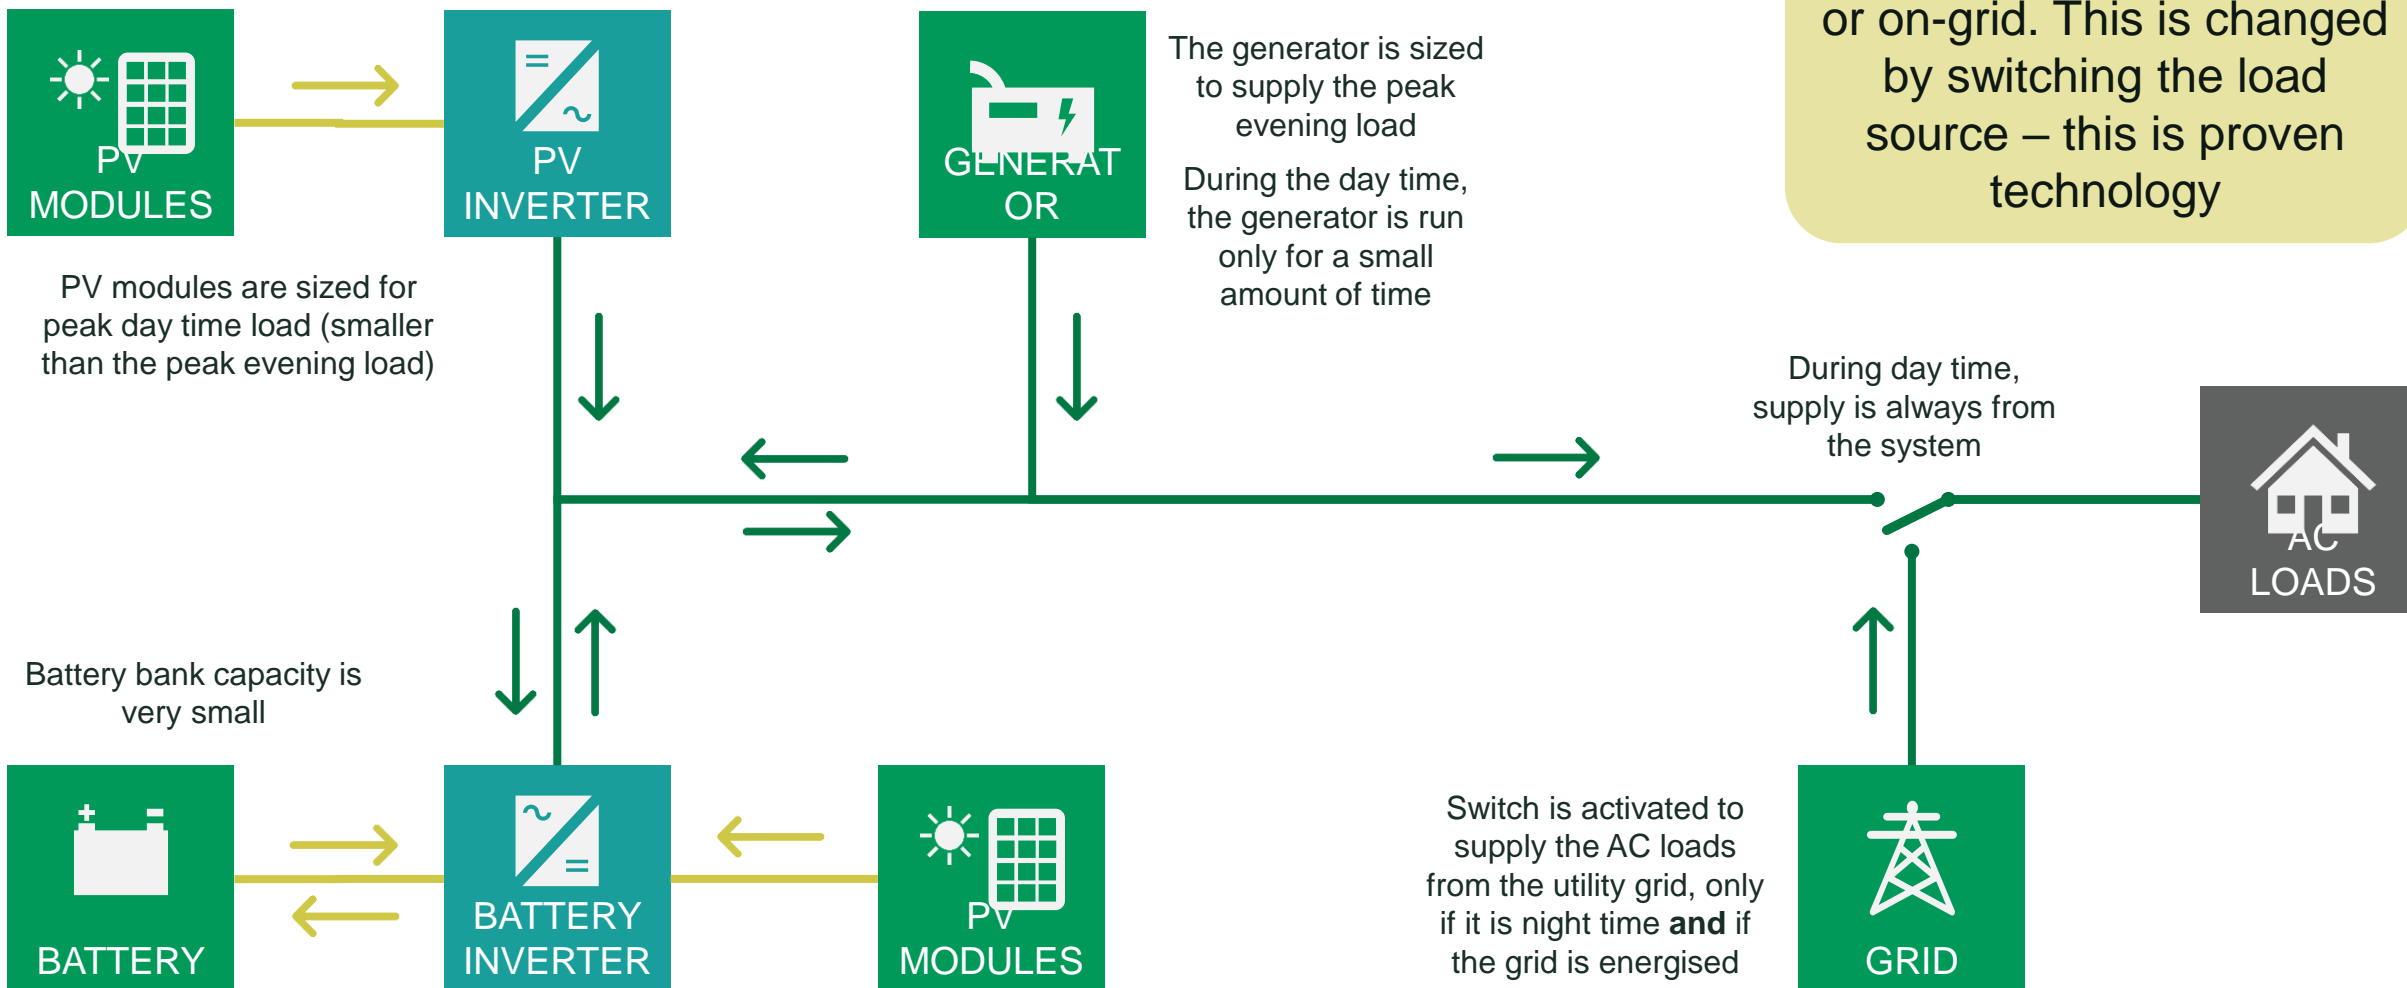 PV
MODULES
PV
INVERTER
GENERAT
OR
The generator is sized
to supply the peak
evening load
During the day time,
the generator is run
only for a small
amount of time
or on-grid. This is changed
by switching the load
source – this is proven
technology
PV modules are sized for
peak day time load (smaller
than the peak evening load)
During day time,
supply is always from
the system
AC
LOADS
Battery bank capacity is
very small
BATTERY
BATTERY
INVERTER
PV
MODULES
Switch is activated to
supply the AC loads
from the utility grid, only
if it is night time and if
the grid is energised
GRID